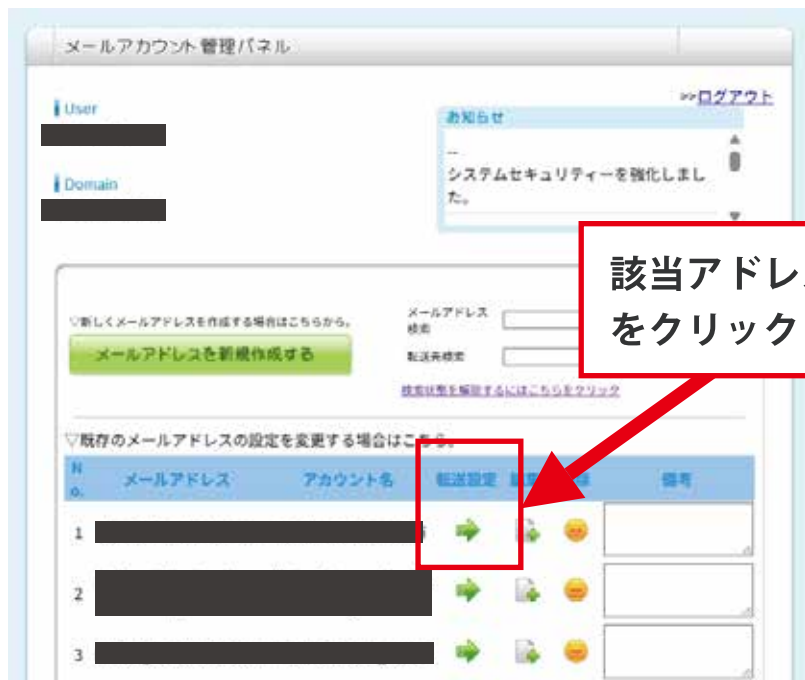 メールアカウント管理パネル
>>ログアウト
User
Domain
お知らせ
--
システムセキュリティーを強化しまし
た。
該当アドレ
をクリック
▽新しくメールアドレスを作成する場合はこちらから。
メールアドレスを新規作成する
メールアドレス
検索
転送先検索
検索状態を解除するにはこちらをクリック
▽既存のメールアドレスの設定を変更する場合はこちら。
N
o.
メールアドレス アカウント名 転送設定 備考
1
2
3